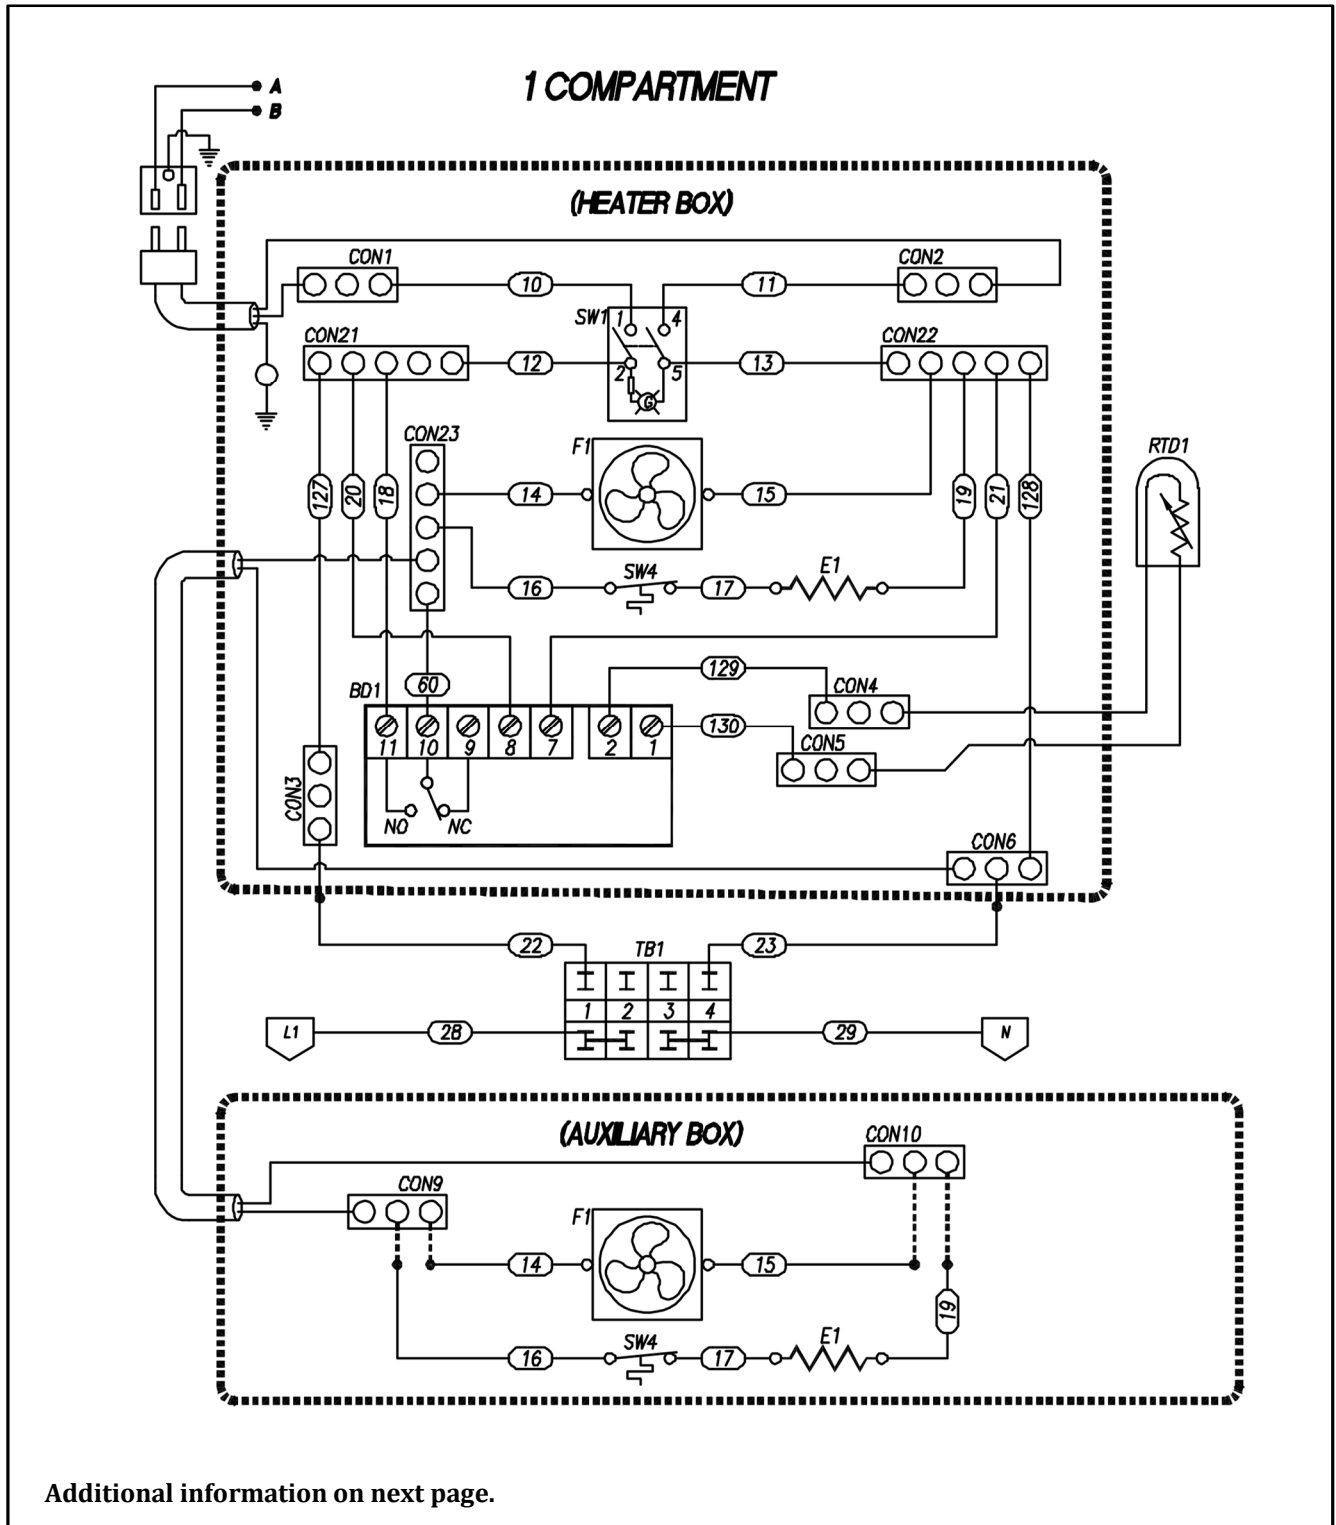 A
B
1 COMPARTMENT
(HEATER BOX)
CON1
10
11
CON2
SW1
1
4
CON21
12
2
5
G
13
CON22
CON23
F1
RTD1
127
20
18
14
15
19
21
128
16
SW4
17
E1
129
BD1
60
CON4
130
CON5
11
10
9
8
7
2
1
CON3
NO
NC
CON6
22
TB1
23
1
2
3
4
L1
28
29
N
(AUXILIARY BOX)
CON10
CON9
F1
14
15
19
16
SW4
17
E1
Additional information on next page.